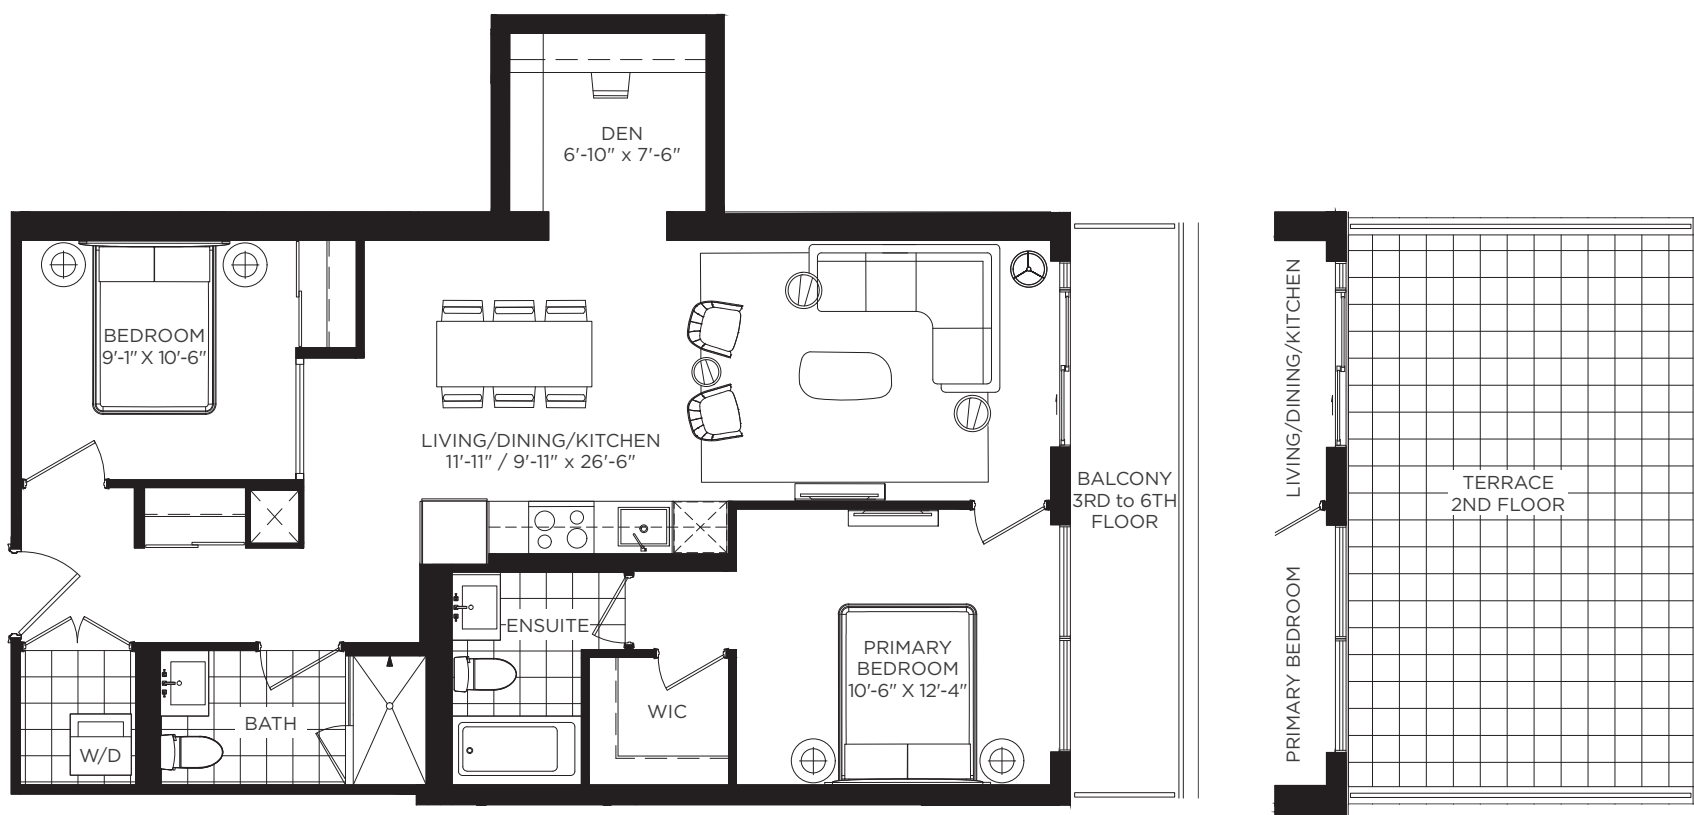 DEN
6'-10" x 7'-6"
BEDROOM
9'-1" X 10'-6"
LIVING/DINING/KITCHEN
11'-11" / 9'-11" x 26'-6"
BALCONY
3RD to 6TH
FLOOR
LIVING/DINING/KITCHEN
TERRACE
2ND FLOOR
ENSUITE
PRIMARY
BEDROOM
10'-6" X 12'-4"
PRIMARY BEDROOM
WIC
BATH
W/D